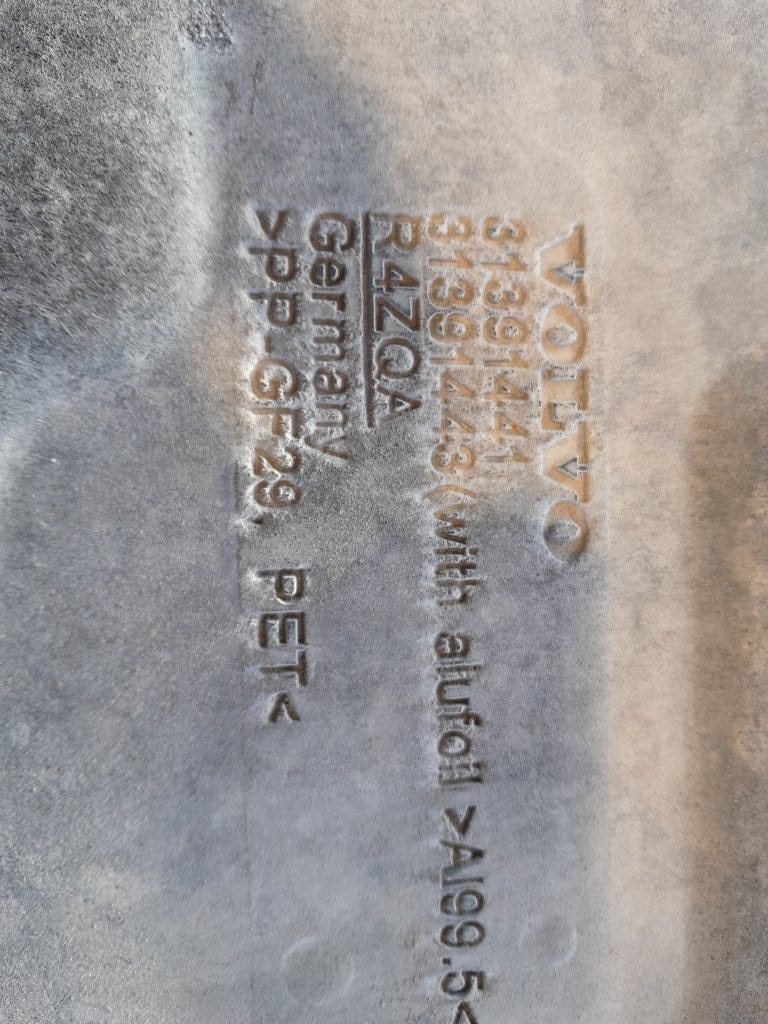 VOLVO
31391441
31391443 (with alufoil >Al99.5<
R4ZQA
Germany
>PP-GF29, PET<